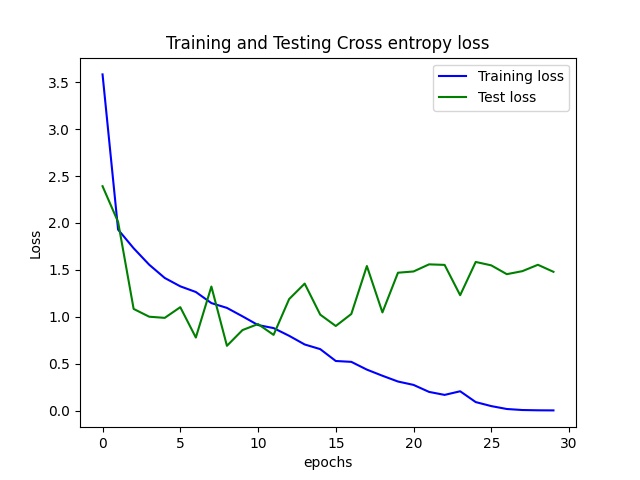 Training and Testing Cross entropy loss
Training loss
Test loss
3.5
3.0
2.5
2.0
1.5
1.0
0.5
0.0
Loss
0 5 10 15 20 25 30
epochs